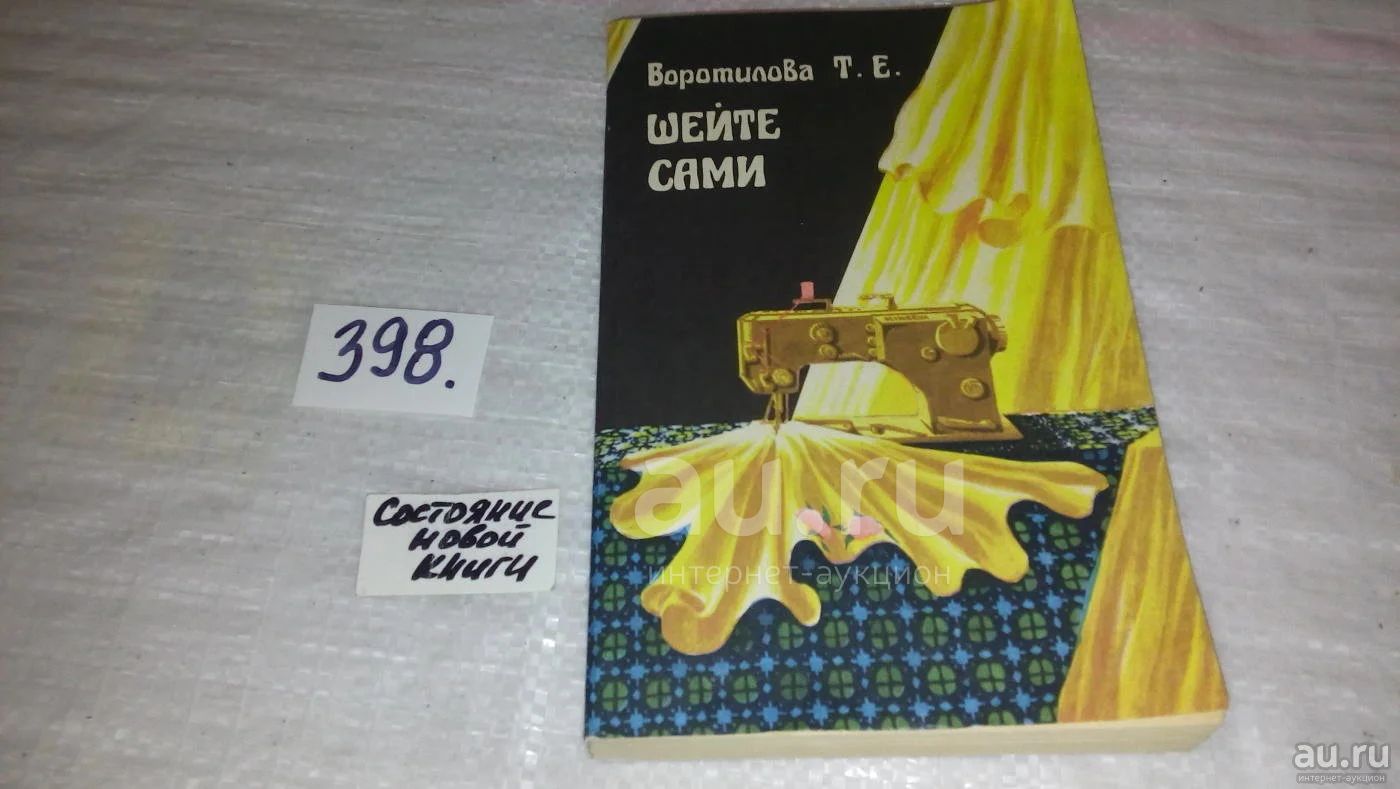 Воротилова Т. Е.
ШЕЙТЕ
САМИ
398.
Состояние
новой
книги
au.ru
интернет-аукцион
au.ru
интернет-аукцион